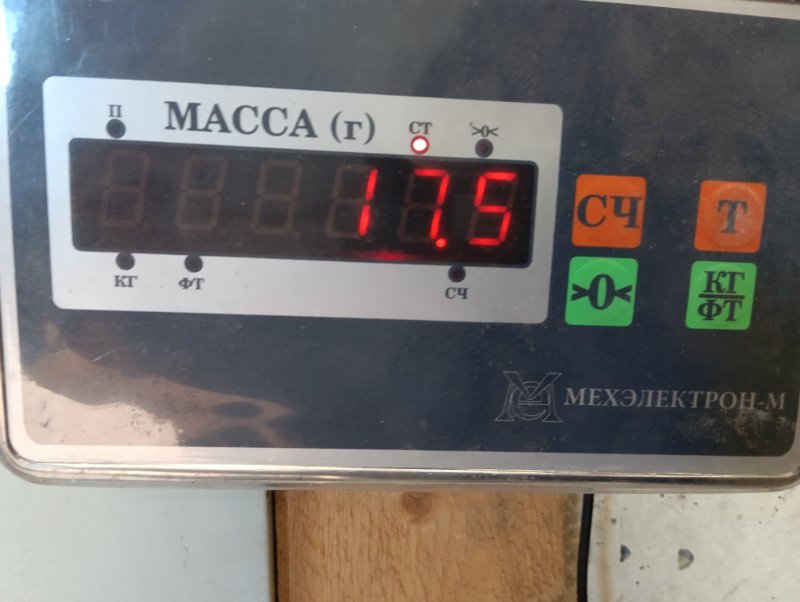 П
МАССА (г)
СТ
>0<
17.5
КГ
ФТ
СЧ
СЧ
Т
>0<
КГ
ФТ
МЕХЭЛЕКТРОН-М